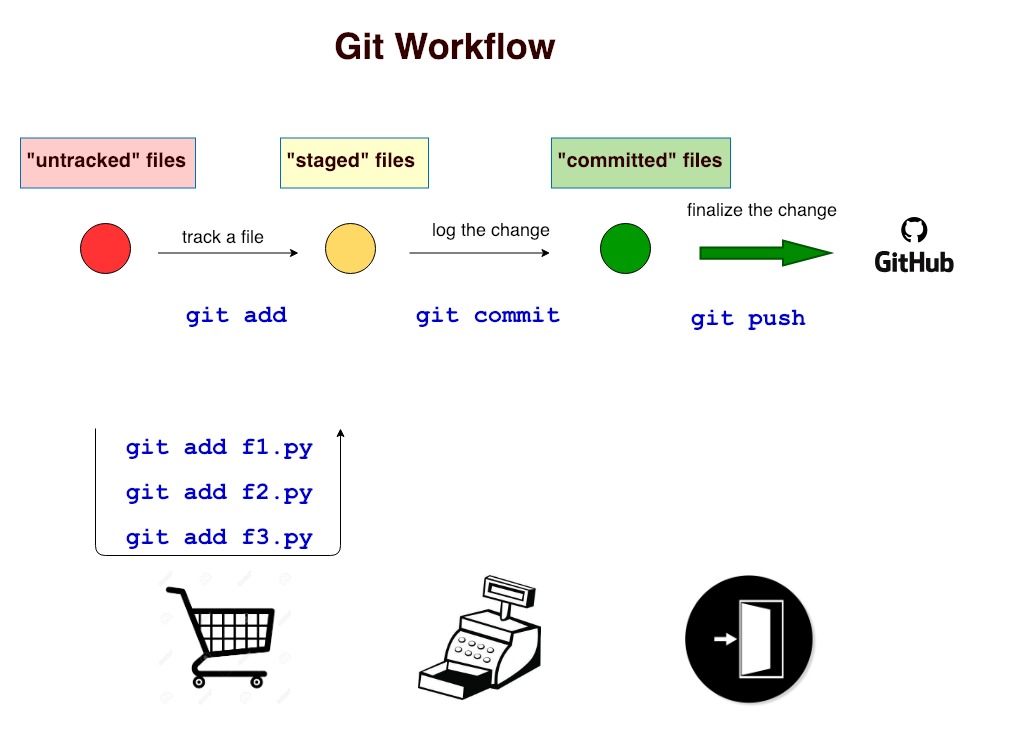 Git Workflow
"untracked" files
"staged" files
"committed" files
track a file
log the change
finalize the change
GitHub
git add
git commit
git push
git add f1.py
git add f2.py
git add f3.py